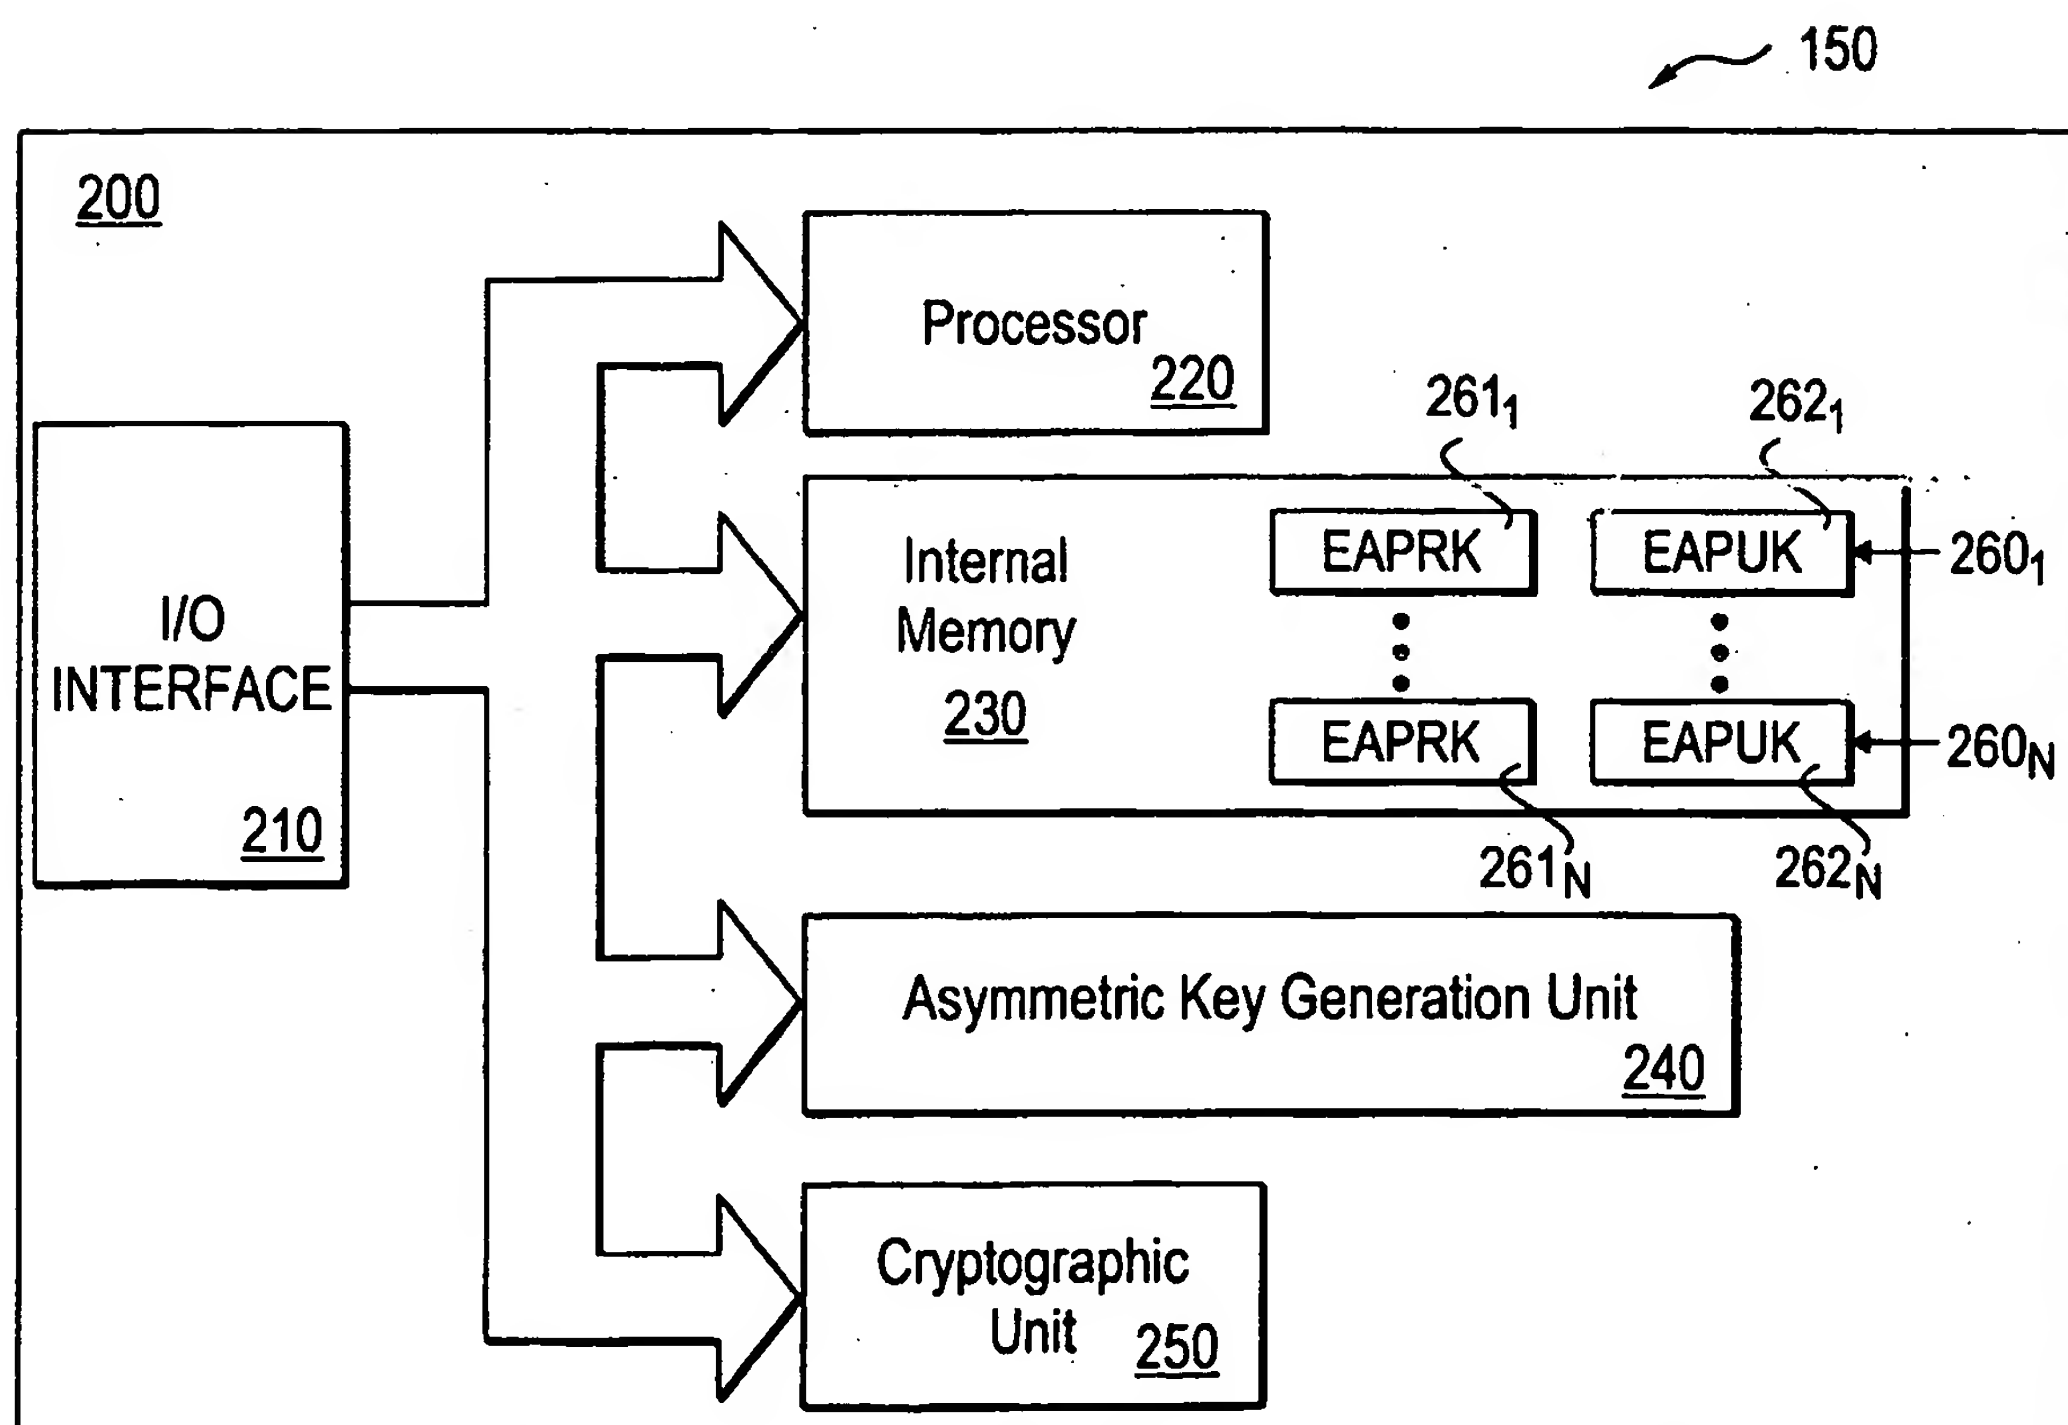 150
200
Processor
220
261₁
262₁
I/O
INTERFACE
210
Internal
Memory
230
EAPRK
EAPUK
260₁
EAPRK
EAPUK
260N
261N
262N
Asymmetric Key Generation Unit
240
Cryptographic
Unit
250